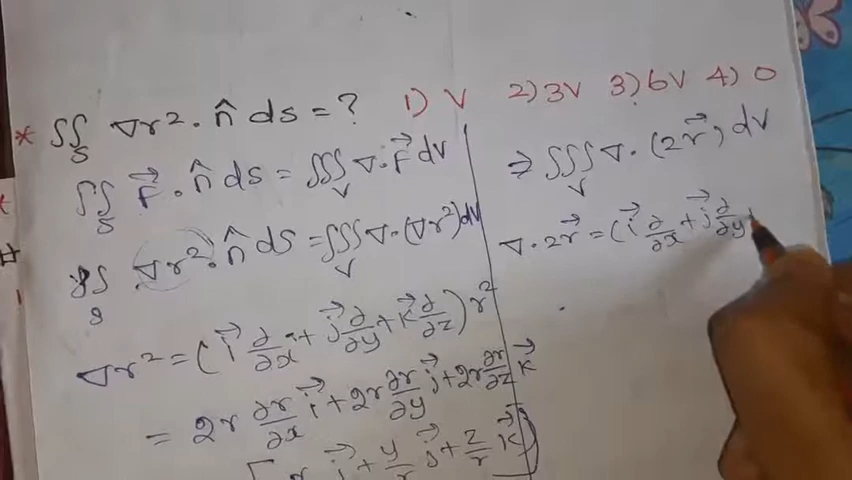 * ∬_S ∇r². n̂ ds = ? 1) V 2) 3V 3) 6V 4) 0
∬_S F⃗. n̂ ds = ∭_V ∇. F⃗ dV
∬_S ∇r². n̂ ds = ∭_V ∇. (∇r²) dV
∇r² = ( i⃗ ∂/∂x + j⃗ ∂/∂y + k⃗ ∂/∂z ) r²
= 2r ∂r/∂x i⃗ + 2r ∂r/∂y j⃗ + 2r ∂r/∂z k⃗
i⃗ + y/r j⃗ + z/r k⃗
⇒ ∭_V ∇. (2r⃗) dV
∇. 2r⃗ = ( i⃗ ∂/∂x + j⃗ ∂/∂y